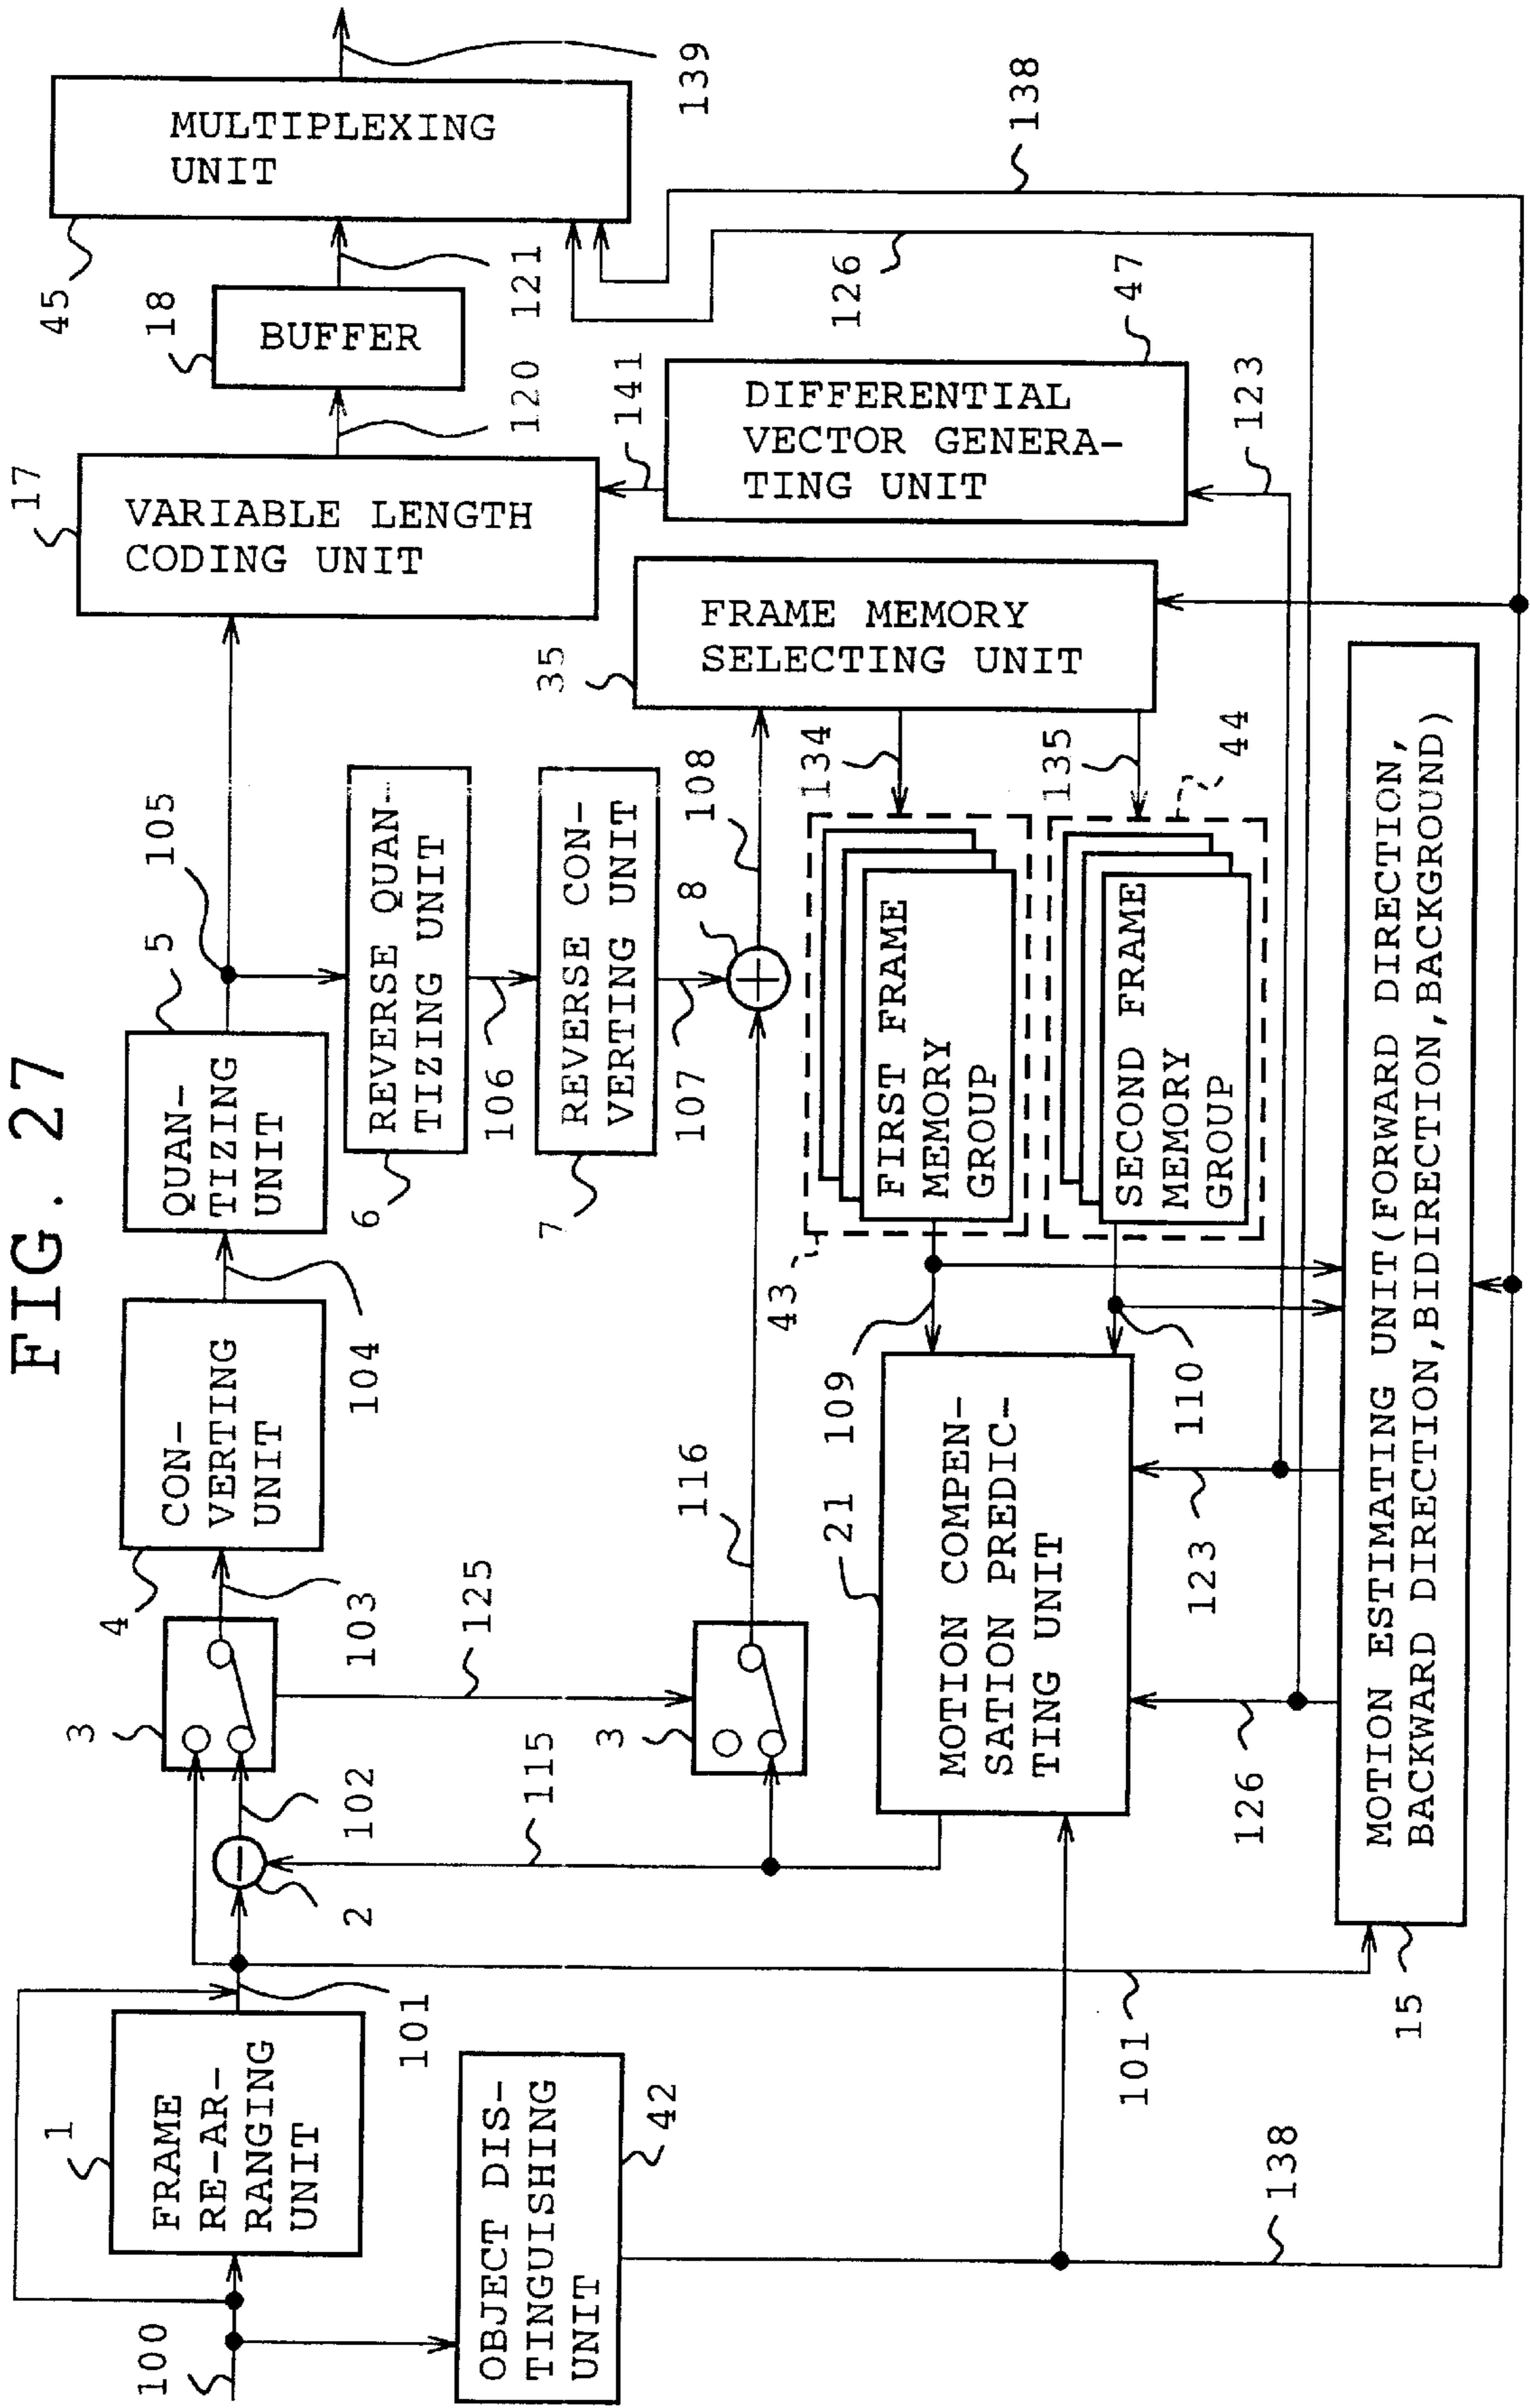 FIG. 27
100
1
FRAME
RE-AR-
RANGING
UNIT
101
2
102
3
103
4
CON-
VERTING
UNIT
104
5
QUAN-
TIZING
UNIT
105
17
VARIABLE LENGTH
CODING UNIT
120
18
BUFFER
121
45
MULTIPLEXING
UNIT
139
6
REVERSE QUAN-
TIZING UNIT
106
7
REVERSE CON-
VERTING UNIT
107
8
108
125
115
3
116
42
OBJECT DIS-
TINGUISHING
UNIT
35
FRAME MEMORY
SELECTING UNIT
141
DIFFERENTIAL
VECTOR GENERA-
TING UNIT
47
134
135
43
FIRST FRAME
MEMORY
GROUP
44
SECOND FRAME
MEMORY
GROUP
109
110
21
MOTION COMPEN-
SATION PREDIC-
TING UNIT
126
123
123
126
138
101
138
15
MOTION ESTIMATING UNIT(FORWARD DIRECTION,
BACKWARD DIRECTION,BIDIRECTION,BACKGROUND)